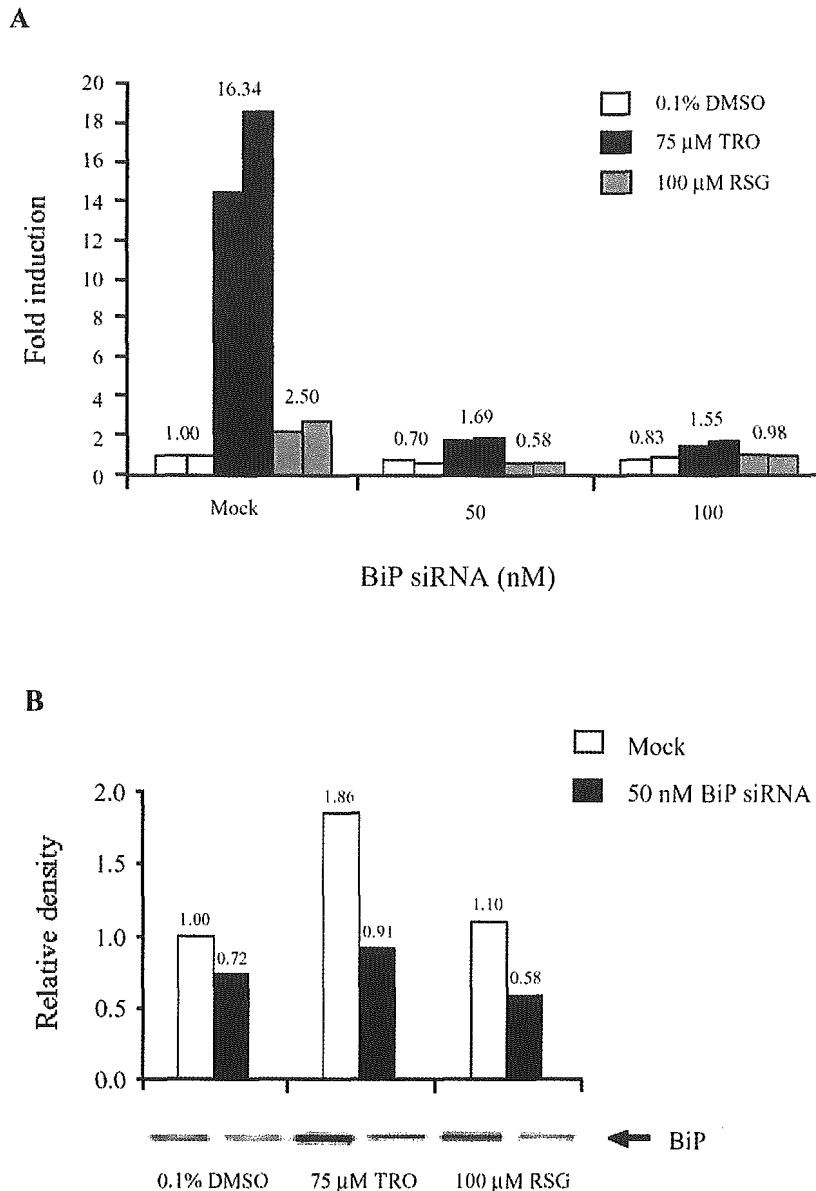 A
20
18
16
14
12
10
8
6
4
2
0
Fold induction
16.34
1.00
2.50
0.70
1.69
0.58
0.83
1.55
0.98
0.1% DMSO
75 µM TRO
100 µM RSG
Mock
50
100
BiP siRNA (nM)
B
Mock
50 nM BiP siRNA
2.0
1.5
1.0
0.5
0.0
Relative density
1.00
0.72
1.86
0.91
1.10
0.58
BiP
0.1% DMSO
75 µM TRO
100 µM RSG